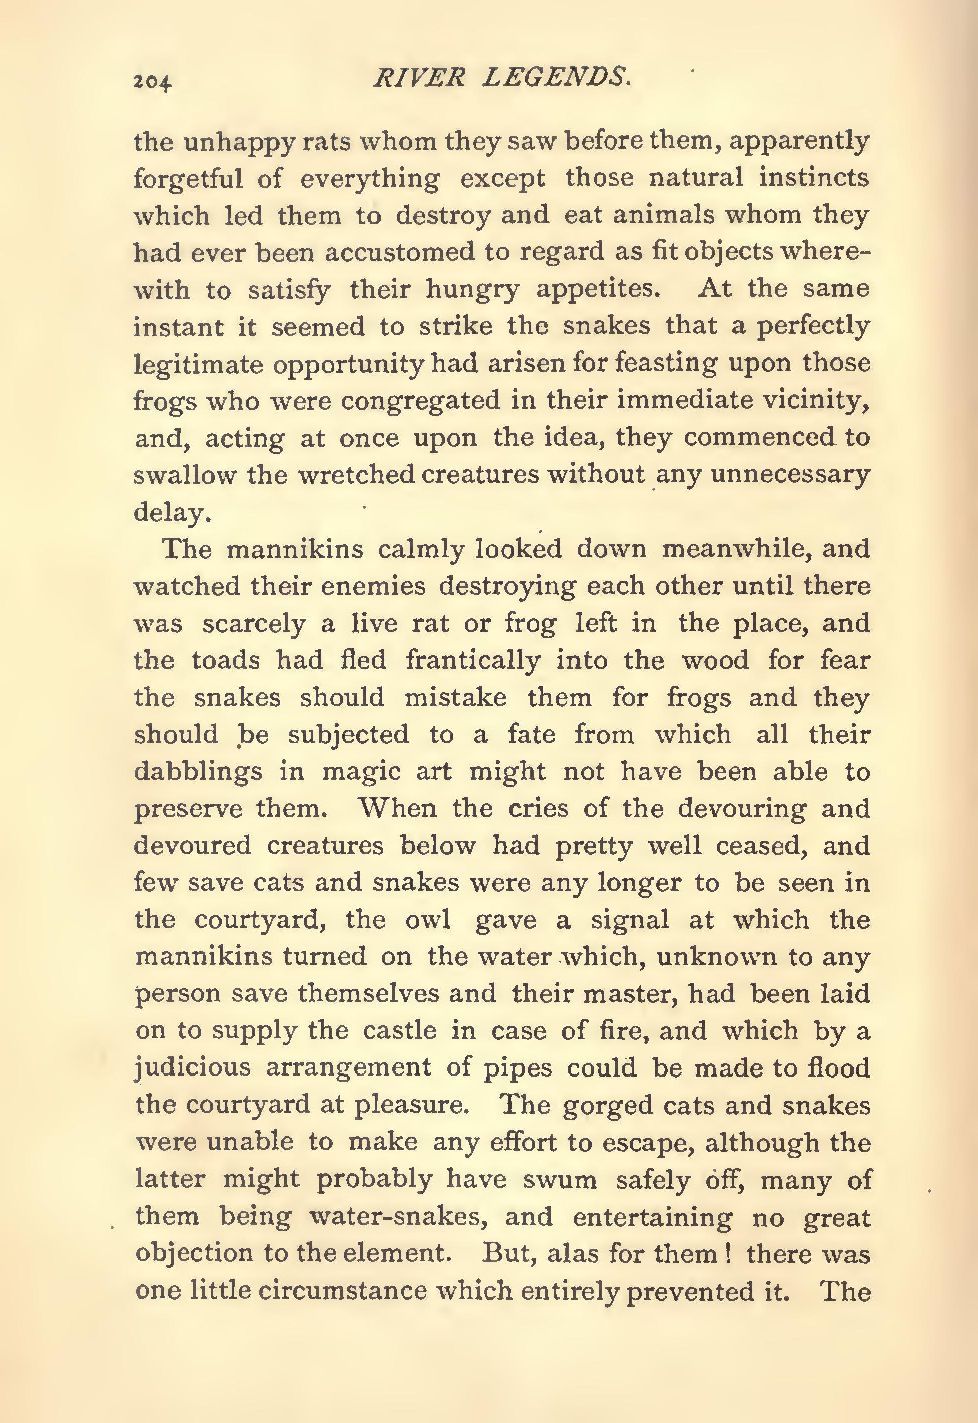 204 RIVER LEGENDS.
the unhappy rats whom they saw before them, apparently
forgetful of everything except those natural instincts
which led them to destroy and eat animals whom they
had ever been accustomed to regard as fit objects where-
with to satisfy their hungry appetites. At the same
instant it seemed to strike the snakes that a perfectly
legitimate opportunity had arisen for feasting upon those
frogs who were congregated in their immediate vicinity,
and, acting at once upon the idea, they commenced to
swallow the wretched creatures without any unnecessary
delay.
The mannikins calmly looked down meanwhile, and
watched their enemies destroying each other until there
was scarcely a live rat or frog left in the place, and
the toads had fled frantically into the wood for fear
the snakes should mistake them for frogs and they
should be subjected to a fate from which all their
dabblings in magic art might not have been able to
preserve them. When the cries of the devouring and
devoured creatures below had pretty well ceased, and
few save cats and snakes were any longer to be seen in
the courtyard, the owl gave a signal at which the
mannikins turned on the water which, unknown to any
person save themselves and their master, had been laid
on to supply the castle in case of fire, and which by a
judicious arrangement of pipes could be made to flood
the courtyard at pleasure. The gorged cats and snakes
were unable to make any effort to escape, although the
latter might probably have swum safely off, many of
them being water-snakes, and entertaining no great
objection to the element. But, alas for them! there was
one little circumstance which entirely prevented it. The